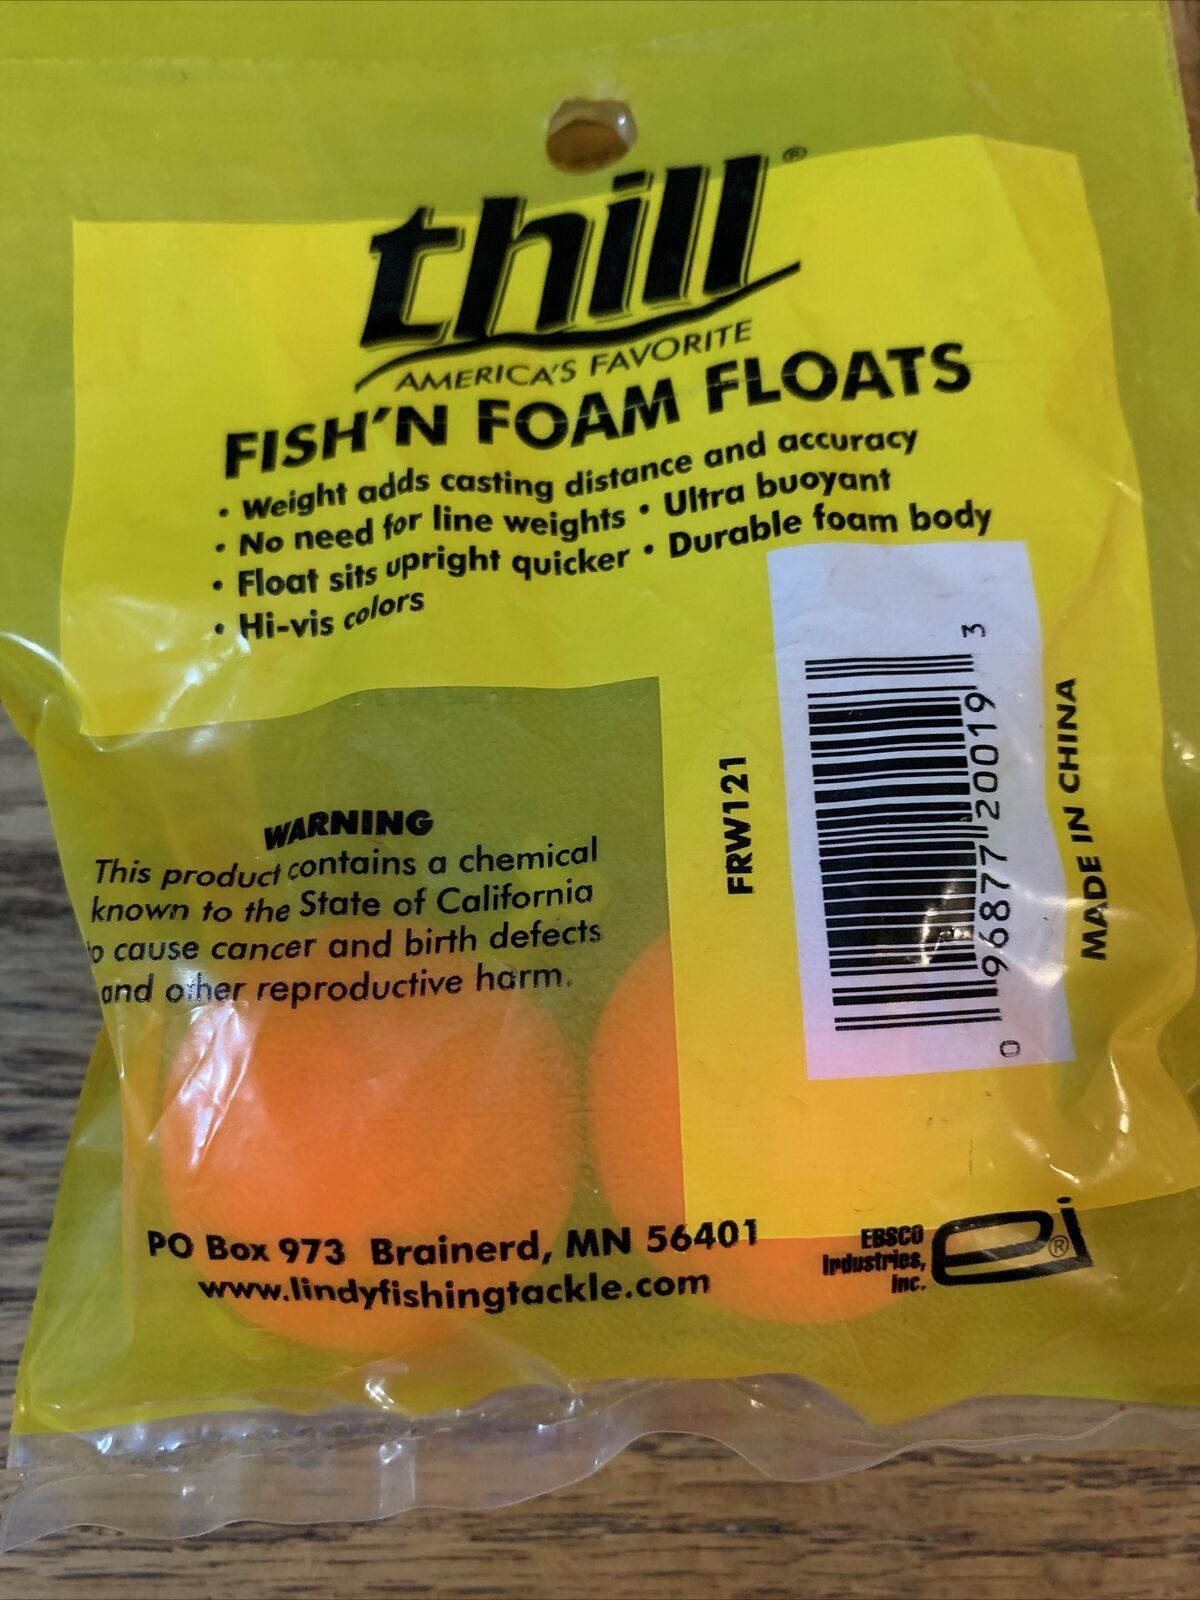 thill®
AMERICA'S FAVORITE
FISH'N FOAM FLOATS
• Weight adds casting distance and accuracy
• No need for line weights • Ultra buoyant
• Float sits upright quicker • Durable foam body
• Hi-vis colors
WARNING
This product contains a chemical
known to the State of California
to cause cancer and birth defects
and other reproductive harm.
FRW121
0 96877 20019 3
MADE IN CHINA
PO Box 973 Brainerd, MN 56401
www.lindyfishingtackle.com
EBSCO
Industries,
Inc.
ei®